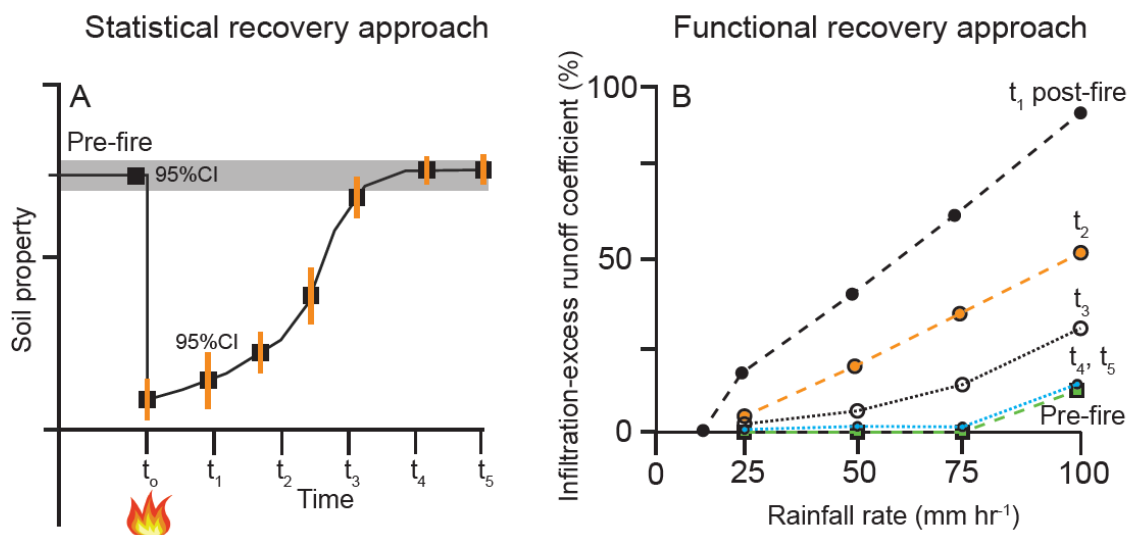 Statistical recovery approach
A
Pre-fire
95%CI
95%CI
Soil property
t₀ t₁ t₂ t₃ t₄ t₅
Time
Functional recovery approach
B
Infiltration-excess runoff coefficient (%)
100
50
0
t₁ post-fire
t₂
t₃
t₄, t₅
Pre-fire
0 25 50 75 100
Rainfall rate (mm hr⁻¹)